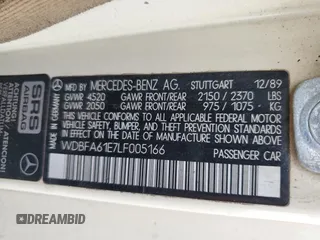 MFD. BY MERCEDES-BENZ AG. STUTTGART 12/89
GVWR 4520 GAWR FRONT/REAR 2150 / 2370 LBS
GVWR 2050 GAWR FRONT/REAR 975 / 1075 KG
THIS VEHICLE CONFORMS TO ALL APPLICABLE
FEDERAL MOTOR VEHICLE SAFETY, BUMPER,
AND THEFT PREVENTION STANDARDS IN EFFECT
ON THE DATE OF MANUFACTURE SHOWN ABOVE.
WDBFA61E7LF005166
PASSENGER CAR
SRS
AIRBAG
ATTENTION
© DRIVEBIDMD